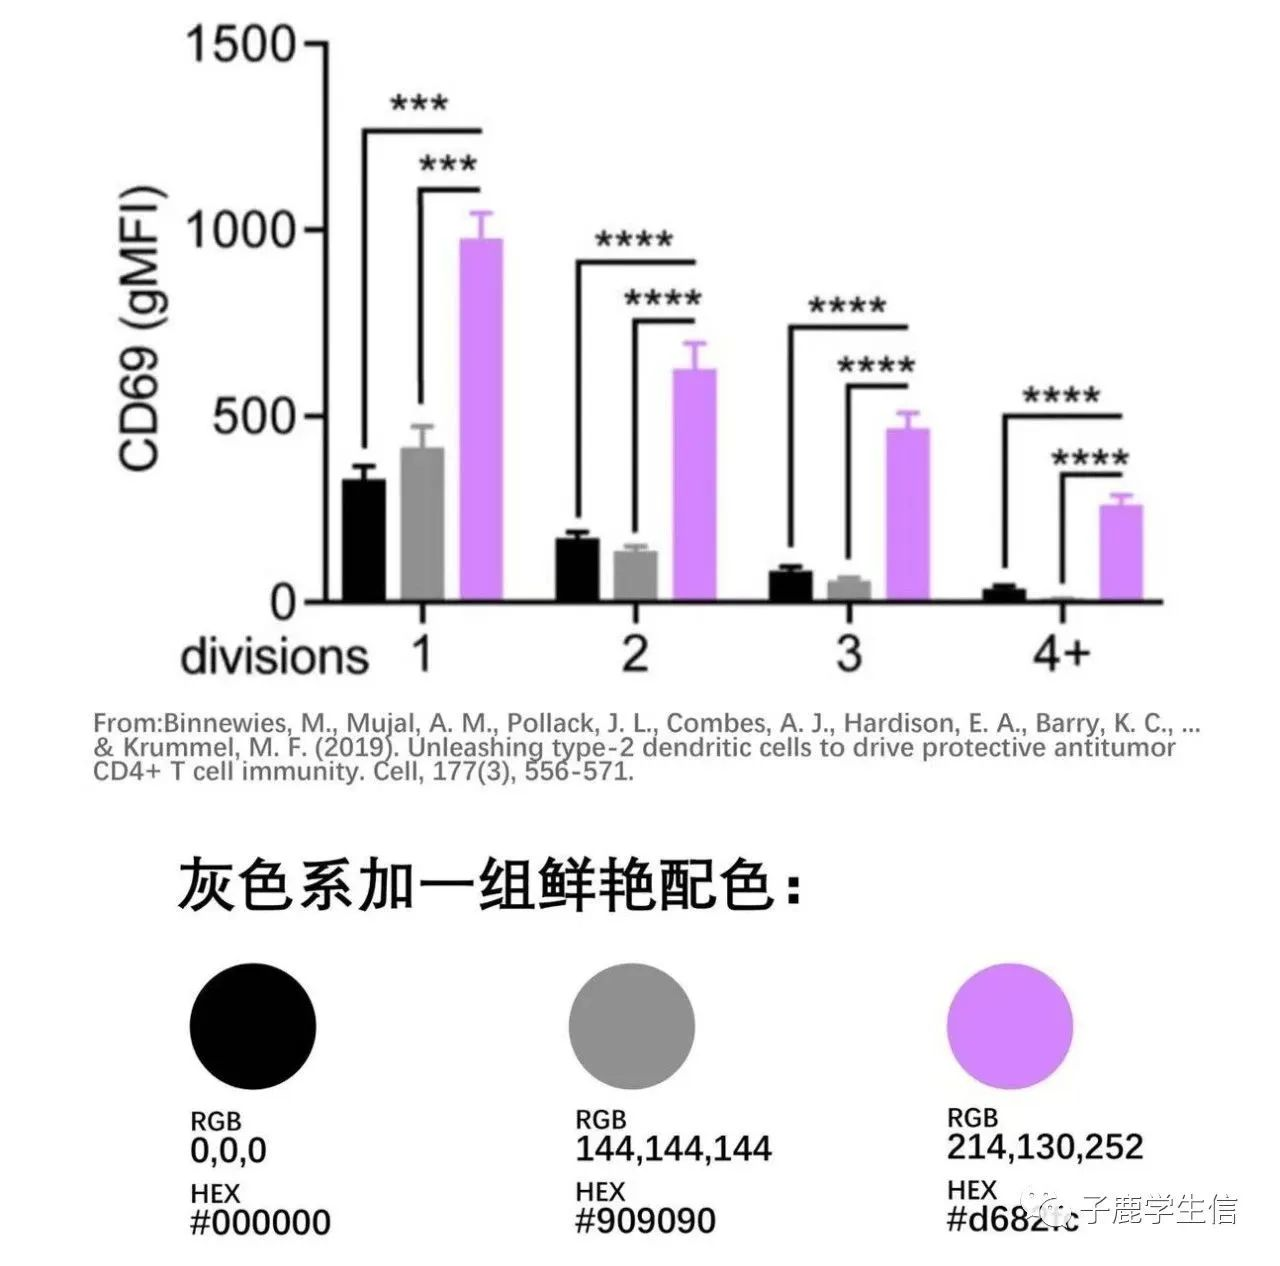 1500
***
***
1000
****
****
****
****
500
****
****
0
CD69 (gMFI)
divisions 1 2 3 4+
From:Binnewies, M., Mujal, A. M., Pollack, J. L., Combes, A. J., Hardison, E. A., Barry, K. C., ...
& Krummel, M. F. (2019). Unleashing type-2 dendritic cells to drive protective antitumor
CD4+ T cell immunity. Cell, 177(3), 556-571.
灰色系加一组鲜艳配色：
RGB RGB RGB
0,0,0 144,144,144 214,130,252
HEX HEX HEX
#000000 #909090 #d682fc
子鹿学生信